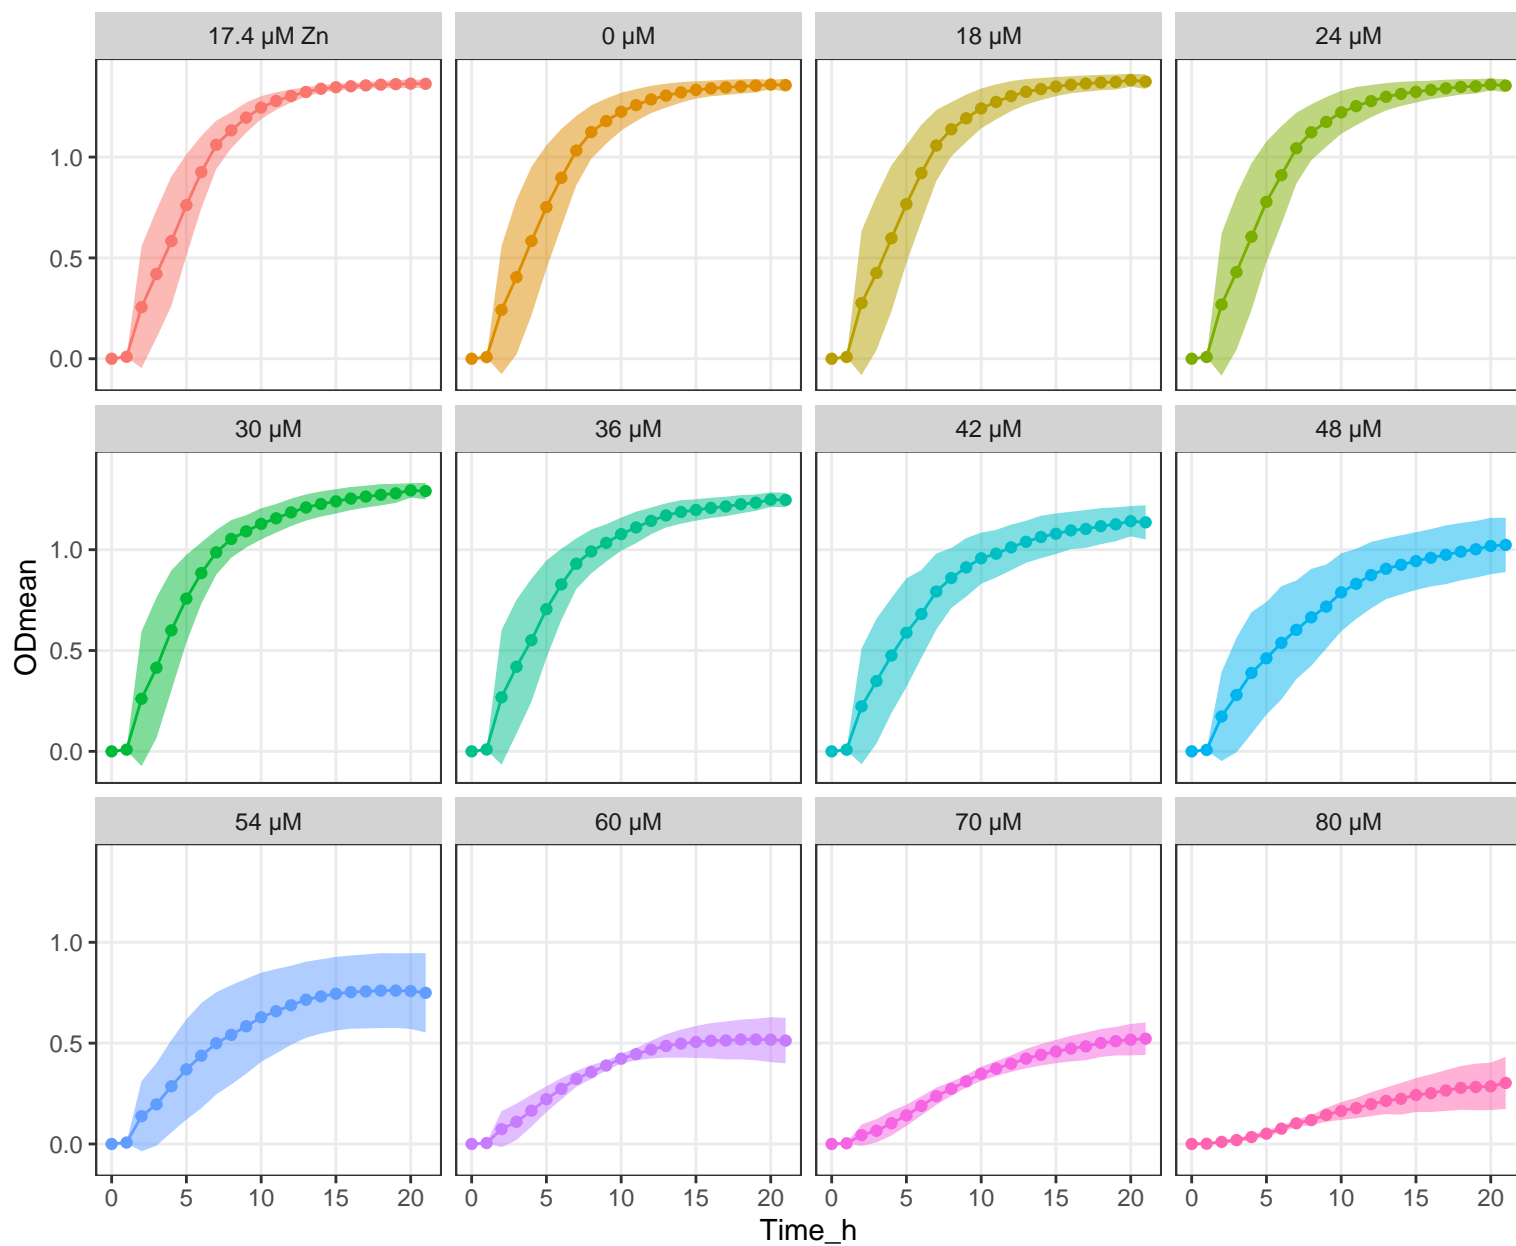 17.4 µM Zn
0 µM
18 µM
24 µM
1.0
0.5
0.0
30 µM
36 µM
42 µM
48 µM
1.0
0.5
0.0
ODmean
54 µM
60 µM
70 µM
80 µM
1.0
0.5
0.0
0 5 10 15 20 0 5 10 15 20 0 5 10 15 20 0 5 10 15 20
Time_h